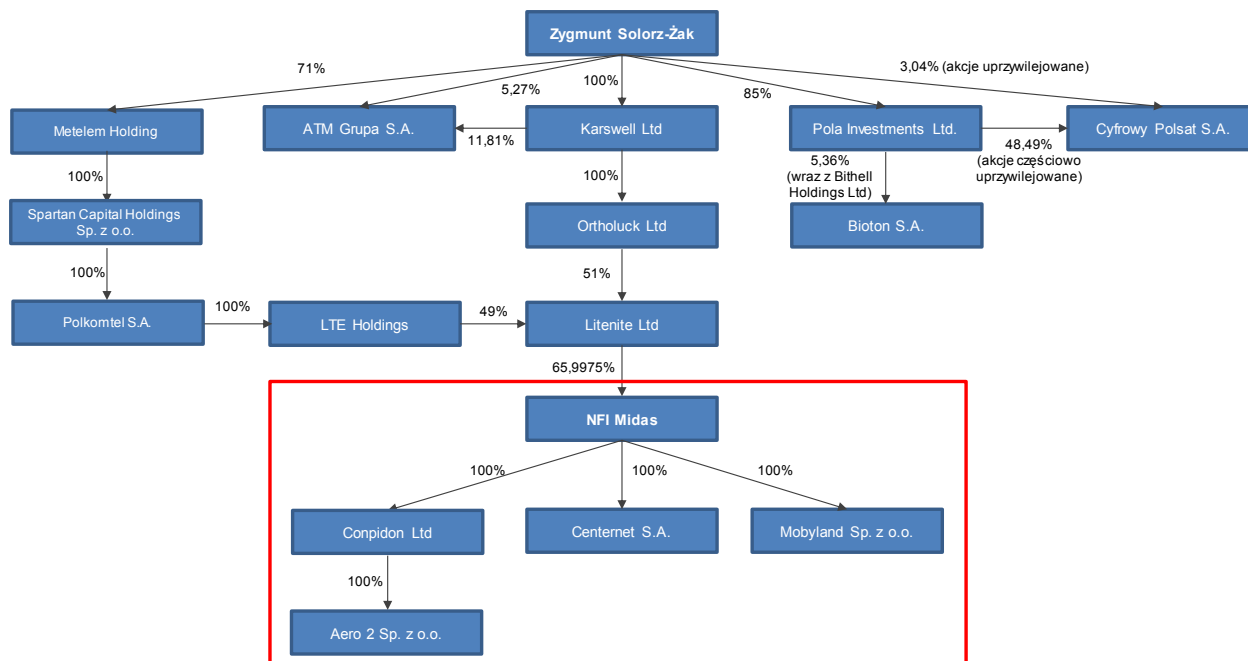 Zygmunt Solorz-Żak
71%
5,27%
100%
85%
3,04% (akcje uprzywilejowane)
Metelem Holding
ATM Grupa S.A.
11,81%
Karswell Ltd
Pola Investments Ltd.
48,49%
(akcje częściowo
uprzywilejowane)
Cyfrowy Polsat S.A.
100%
100%
5,36%
(wraz z Bithell
Holdings Ltd)
Spartan Capital Holdings
Sp. z o.o.
Ortholuck Ltd
Bioton S.A.
100%
51%
Polkomtel S.A.
100%
LTE Holdings
49%
Litenite Ltd
65,9975%
NFI Midas
100%
100%
100%
Conpidon Ltd
Centernet S.A.
Mobyland Sp. z o.o.
100%
Aero 2 Sp. z o.o.